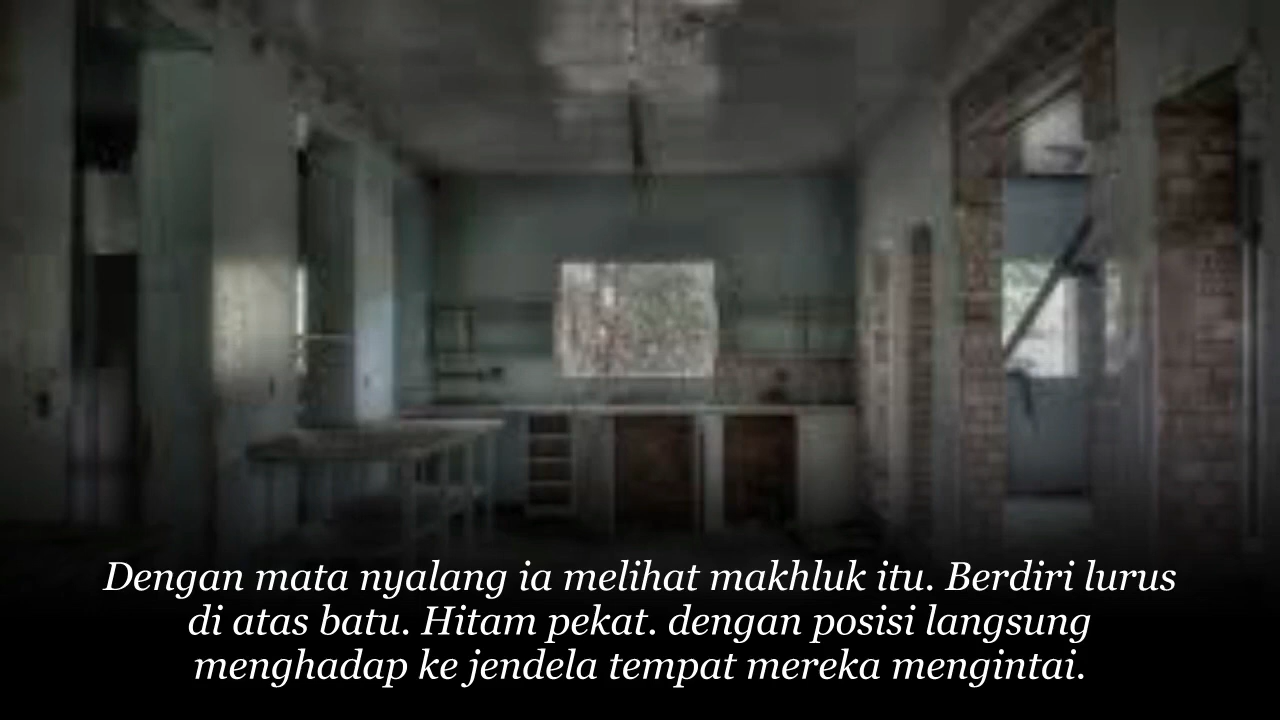 Dengan mata nyalang ia melihat makhluk itu. Berdiri lurus
di atas batu. Hitam pekat. dengan posisi langsung
menghadap ke jendela tempat mereka mengintai.